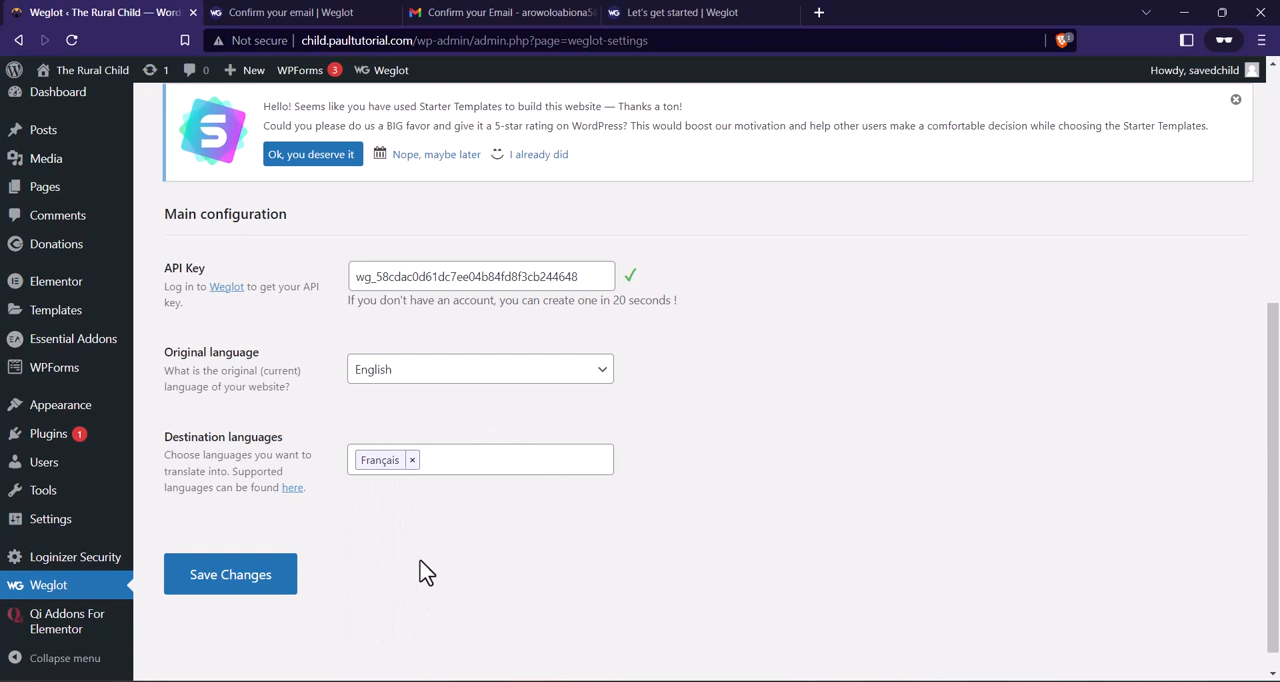 Weglot ‹ The Rural Child — Word
Confirm your email | Weglot
Confirm your Email - arowoloabiona5
Let's get started | Weglot
Not secure
child.paultutorial.com/wp-admin/admin.php?page=weglot-settings
1
The Rural Child
1
0
New
WPForms 3
WG Weglot
Howdy, savedchild
Dashboard
Posts
Media
Pages
Comments
Donations
Elementor
Templates
Essential Addons
WPForms
Appearance
Plugins 1
Users
Tools
Settings
Loginizer Security
WG Weglot
Qi Addons For
Elementor
Collapse menu
Hello! Seems like you have used Starter Templates to build this website — Thanks a ton!
Could you please do us a BIG favor and give it a 5-star rating on WordPress? This would boost our motivation and help other users make a comfortable decision while choosing the Starter Templates.
Ok, you deserve it
Nope, maybe later
I already did
Main configuration
API Key
Log in to Weglot to get your API
key.
wg_58cdac0d61dc7ee04b84fd8f3cb244648
If you don't have an account, you can create one in 20 seconds !
Original language
What is the original (current)
language of your website?
English
Destination languages
Choose languages you want to
translate into. Supported
languages can be found here.
Français ×
Save Changes